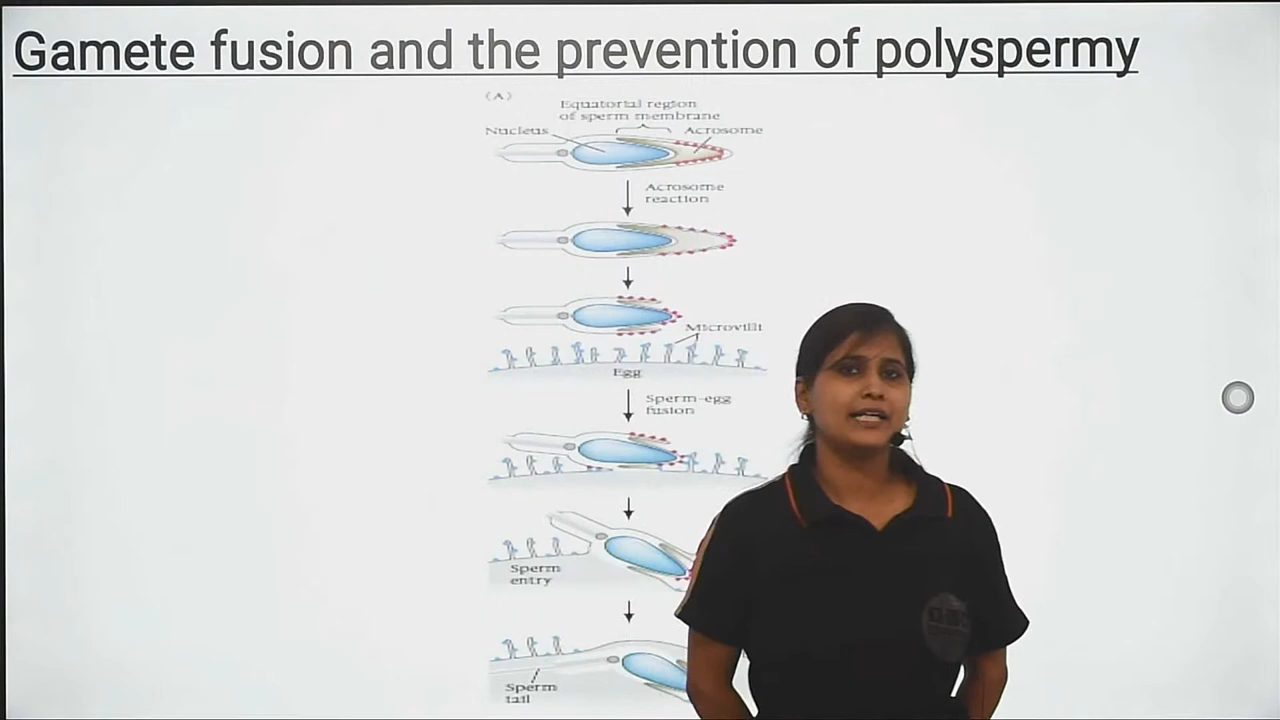 Gamete fusion and the prevention of polyspermy
(A)
Equatorial region
of sperm membrane
Nucleus
Acrosome
Acrosome
reaction
Microvilli
Egg
Sperm-egg
fusion
Sperm
entry
Sperm
tail